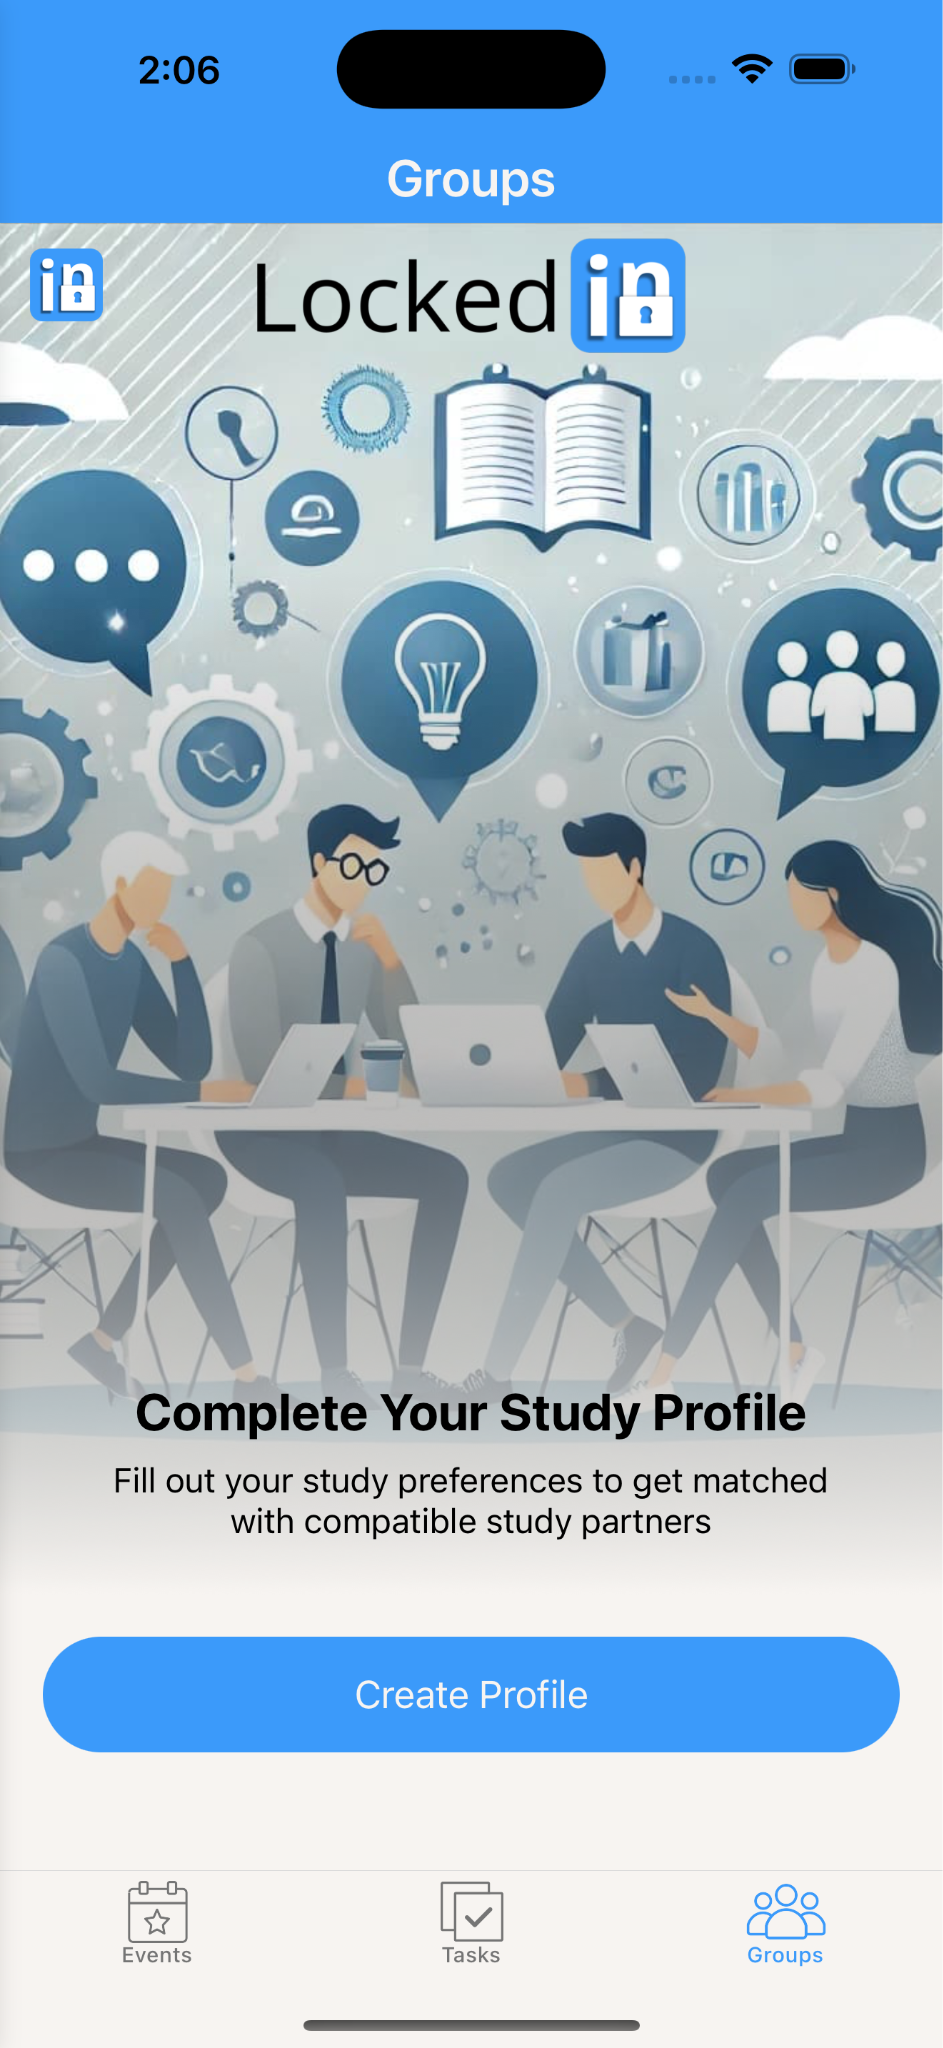 2:06
Groups
in
Locked in
Complete Your Study Profile
Fill out your study preferences to get matched
with compatible study partners
Create Profile
Events
Tasks
Groups